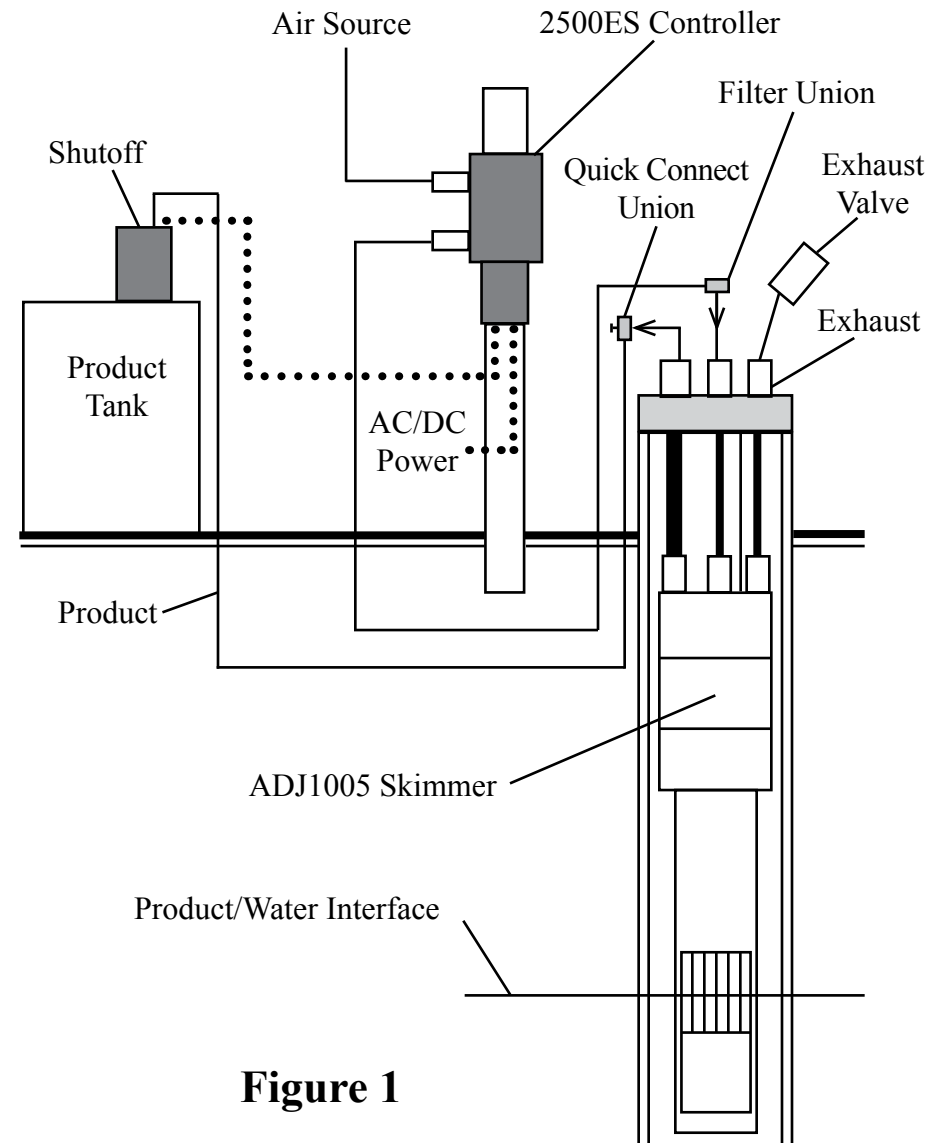 Air Source
2500ES Controller
Filter Union
Shutoff
Quick Connect
Union
Exhaust
Valve
Exhaust
Product
Tank
AC/DC
Power
Product
ADJ1005 Skimmer
Product/Water Interface
Figure 1